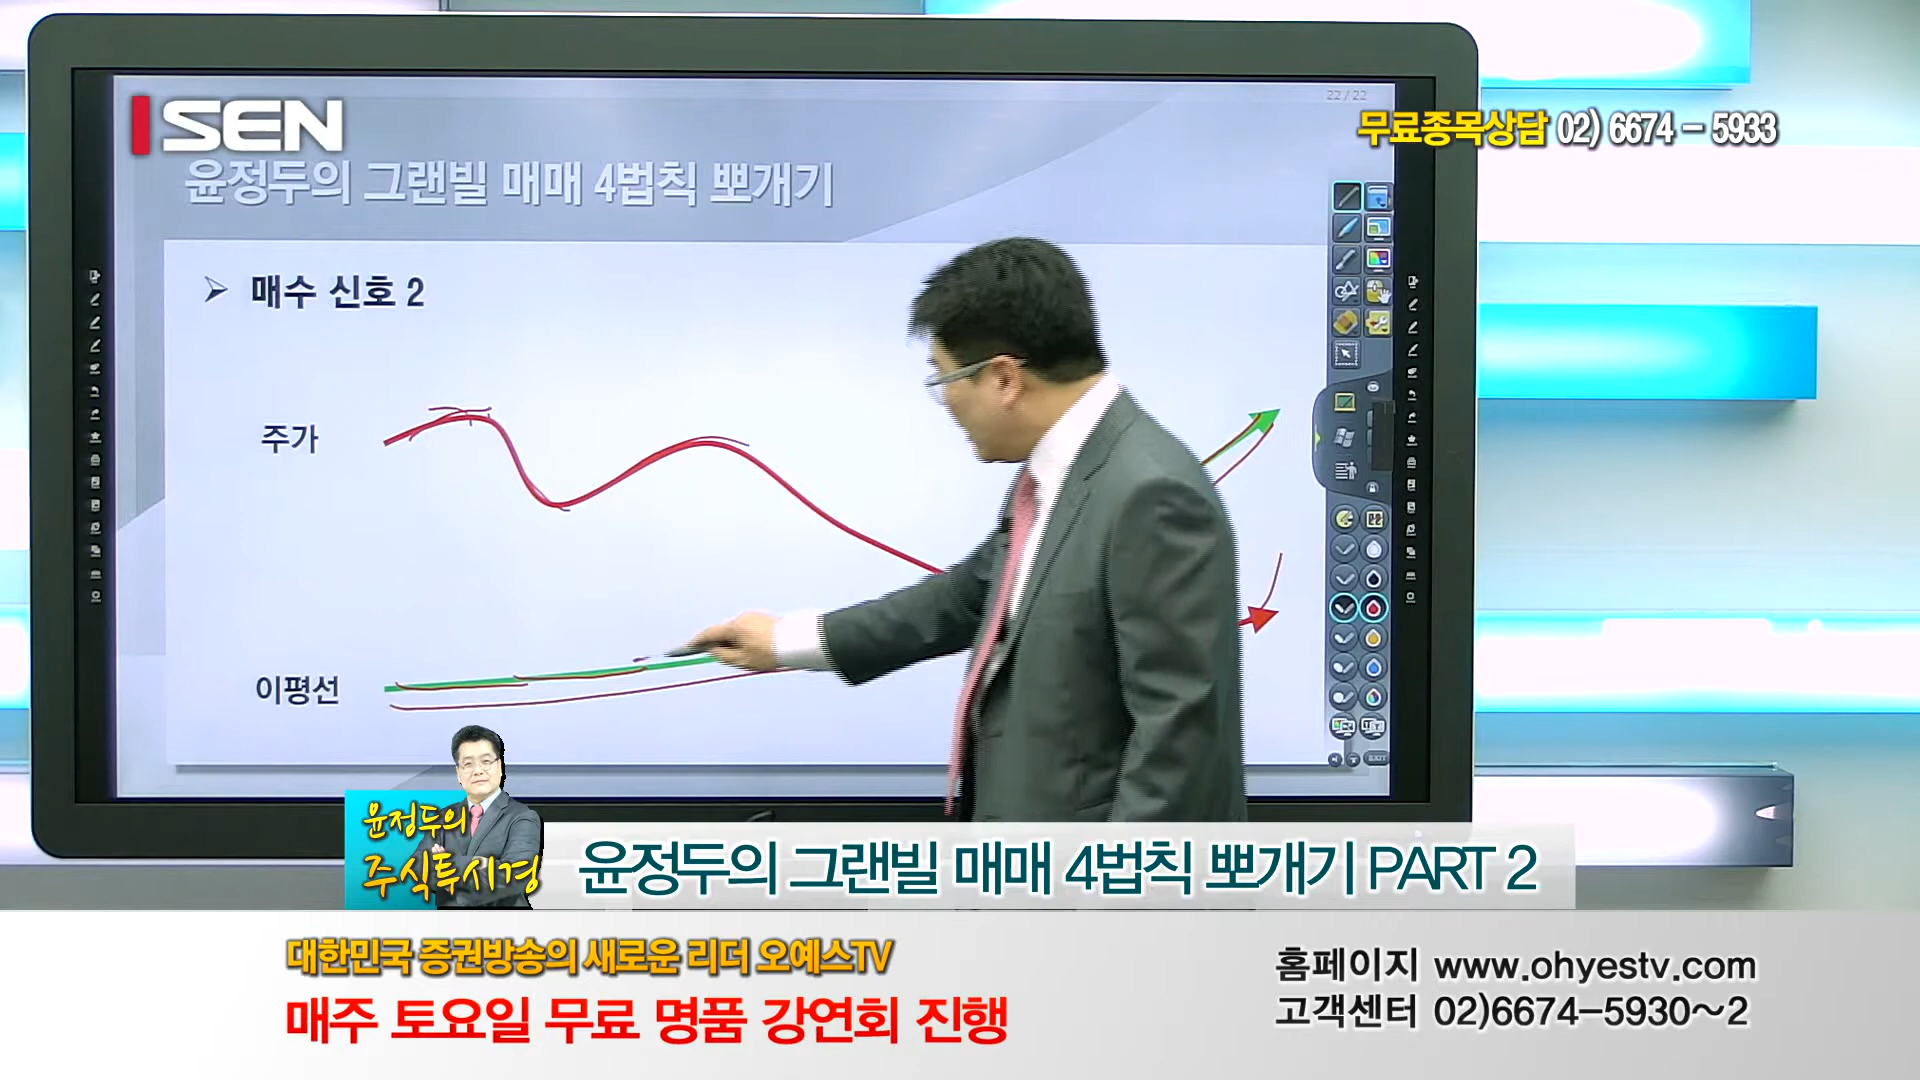 22 / 22
SEN
무료종목상담 02) 6674 - 5933
윤정두의 그랜빌 매매 4법칙 뽀개기
매수 신호 2
주가
이평선
EXIT
윤정두의
주식투시경
윤정두의 그랜빌 매매 4법칙 뽀개기 PART 2
대한민국 증권방송의 새로운 리더 오예스TV
매주 토요일 무료 명품 강연회 진행
홈페이지 www.ohyestv.com
고객센터 02)6674-5930~2